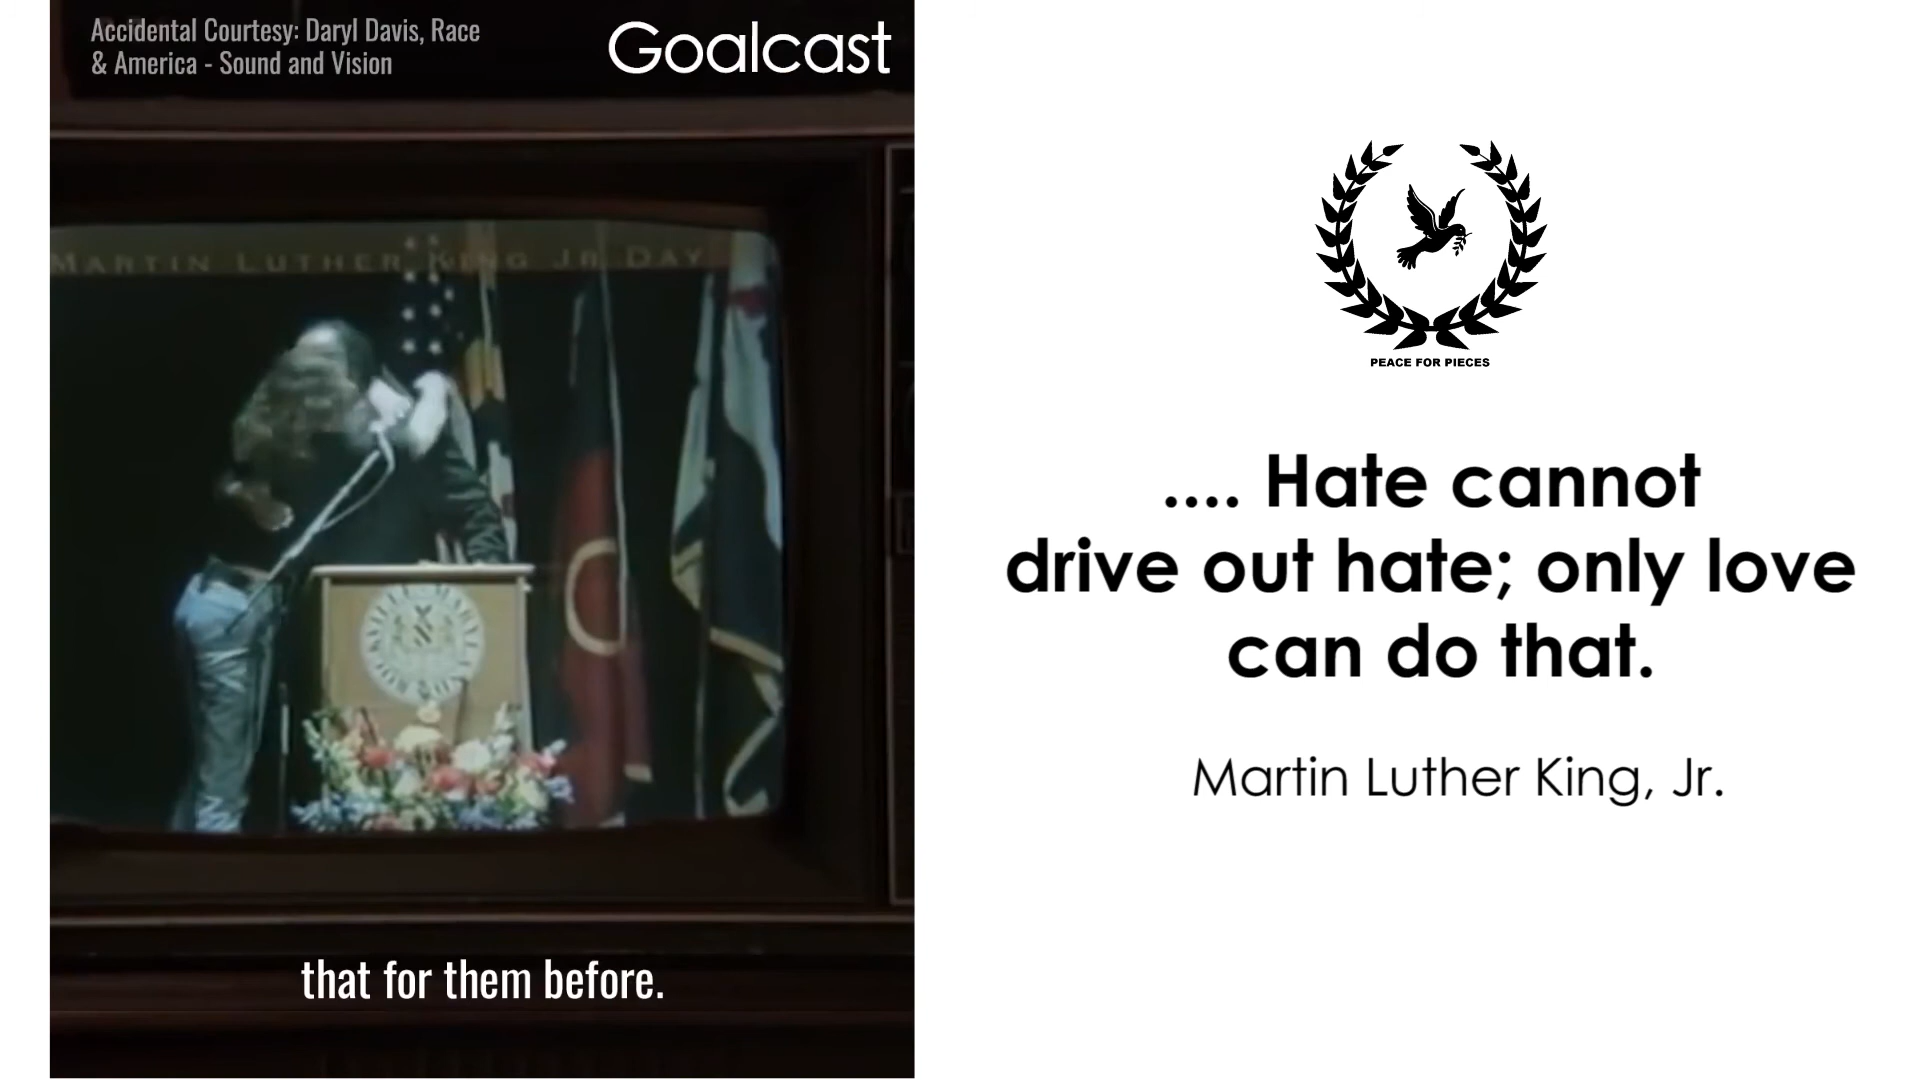 Accidental Courtesy: Daryl Davis, Race
& America - Sound and Vision
Goalcast
MARTIN LUTHER KING JR DAY
that for them before.
PEACE FOR PIECES
.... Hate cannot
drive out hate; only love
can do that.
Martin Luther King, Jr.